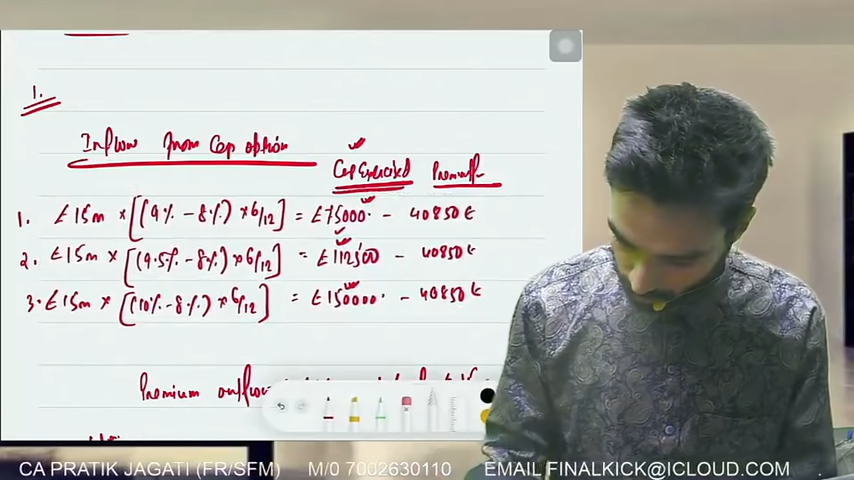 1.
Inflow from Cap option
Cap Exercised Premium
1. £15m × [(9% - 8%) × 6/12] = £75000 - 40850 £
2. £15m × [(9.5% - 8%) × 6/12] = £112500 - 40850 £
3. £15m × [(10% - 8%) × 6/12] = £150000 - 40850 £
Premium outflow
CA PRATIK JAGATI (FR/SFM) M/0 7002630110 EMAIL FINALKICK@ICLOUD.COM